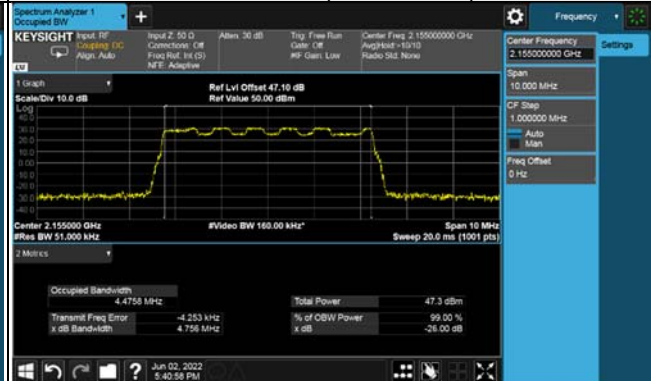 Spectrum Analyzer 1
Occupied BW
+
Frequency
KEYSIGHT
Input: RF
Coupling: DC
Align: Auto
Input Z: 50 Ω
Corrections: Off
Freq Ref: Int (S)
NFE: Adaptive
Atten: 30 dB
Trig: Free Run
Gate: Off
#IF Gain: Low
Center Freq: 2.155000000 GHz
Avg|Hold:>10/10
Radio Std: None
Center Frequency
2.155000000 GHz
Settings
Span
10.000 MHz
CF Step
1.000000 MHz
Auto
Man
Freq Offset
0 Hz
LXI
1 Graph
Scale/Div 10.0 dB
Ref Lvl Offset 47.10 dB
Ref Value 50.00 dBm
Log
40.0
30.0
20.0
10.0
0.00
-10.0
-20.0
-30.0
-40.0
Center 2.155000 GHz
#Video BW 160.00 kHz*
Span 10 MHz
#Res BW 51.000 kHz
Sweep 20.0 ms (1001 pts)
2 Metrics
Occupied Bandwidth
4.4758 MHz
Total Power
47.3 dBm
Transmit Freq Error
-4.253 kHz
% of OBW Power
99.00 %
x dB Bandwidth
4.756 MHz
x dB
-26.00 dB
?
Jun 02, 2022
5:40:58 PM